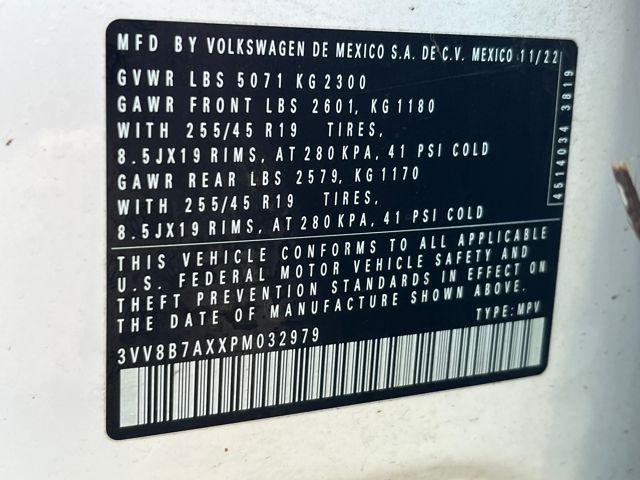 MFD BY VOLKSWAGEN DE MEXICO S.A. DE C.V. MEXICO 11/22
GVWR LBS 5071 KG 2300
GAWR FRONT LBS 2601, KG 1180
WITH 255/45 R19 TIRES,
8.5JX19 RIMS, AT 280 KPA, 41 PSI COLD
GAWR REAR LBS 2579, KG 1170
WITH 255/45 R19 TIRES,
8.5JX19 RIMS, AT 280 KPA, 41 PSI COLD
4514034 3819
THIS VEHICLE CONFORMS TO ALL APPLICABLE
U.S. FEDERAL MOTOR VEHICLE SAFETY AND
THEFT PREVENTION STANDARDS IN EFFECT ON
THE DATE OF MANUFACTURE SHOWN ABOVE.
3VV8B7AXXPM032979 TYPE: MPV